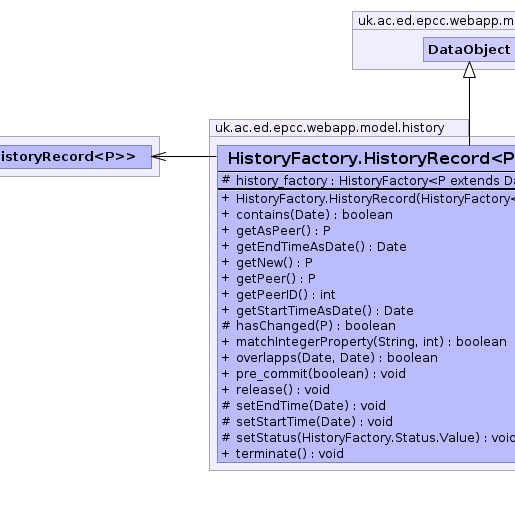 uk.ac.ed.epcc.webapp.m
DataObject
uk.ac.ed.epcc.webapp.model.history
istoryRecord<P>>
HistoryFactory.HistoryRecord<P
# history_factory : HistoryFactory<P extends Da
+ HistoryFactory.HistoryRecord(HistoryFactory<
+ contains(Date) : boolean
+ getAsPeer() : P
+ getEndTimeAsDate() : Date
+ getNew() : P
+ getPeer() : P
+ getPeerID() : int
+ getStartTimeAsDate() : Date
# hasChanged(P) : boolean
+ matchIntegerProperty(String, int) : boolean
+ overlapps(Date, Date) : boolean
+ pre_commit(boolean) : void
+ release() : void
# setEndTime(Date) : void
# setStartTime(Date) : void
# setStatus(HistoryFactory.Status.Value) : void
+ terminate() : void